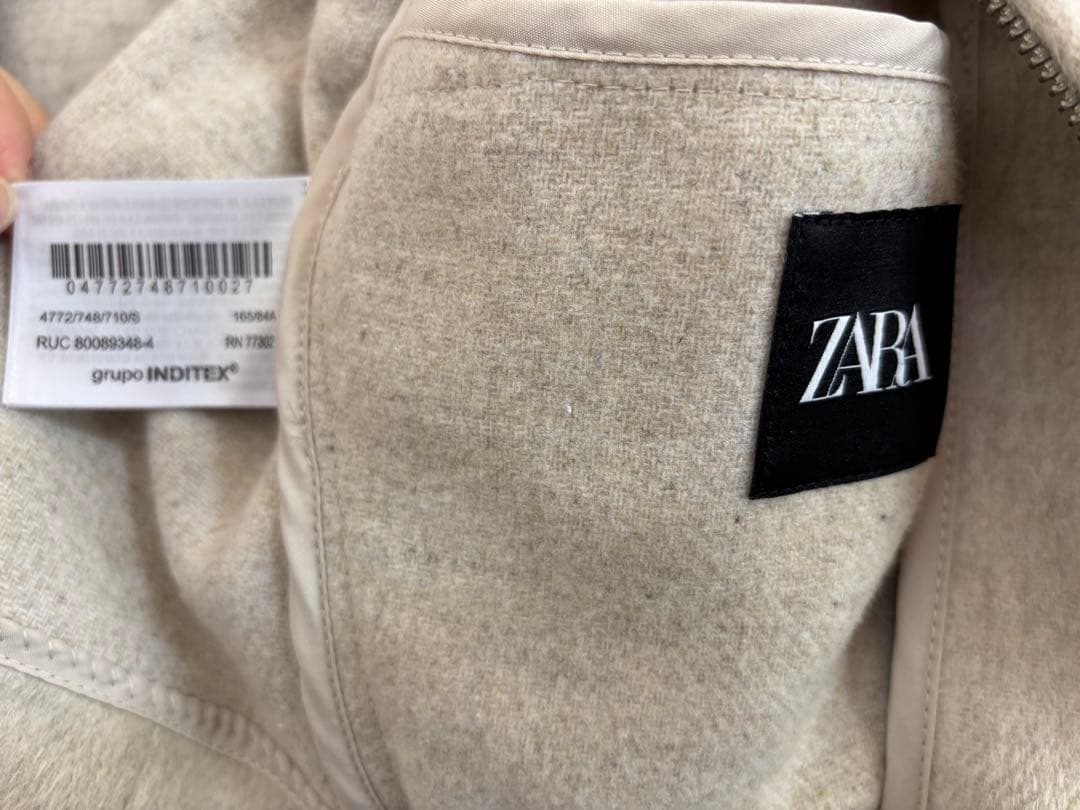 04772748710027
4772/748/710/S 165/84A
RUC 80089348-4 RN 77302
grupo INDITEX®
ZARA